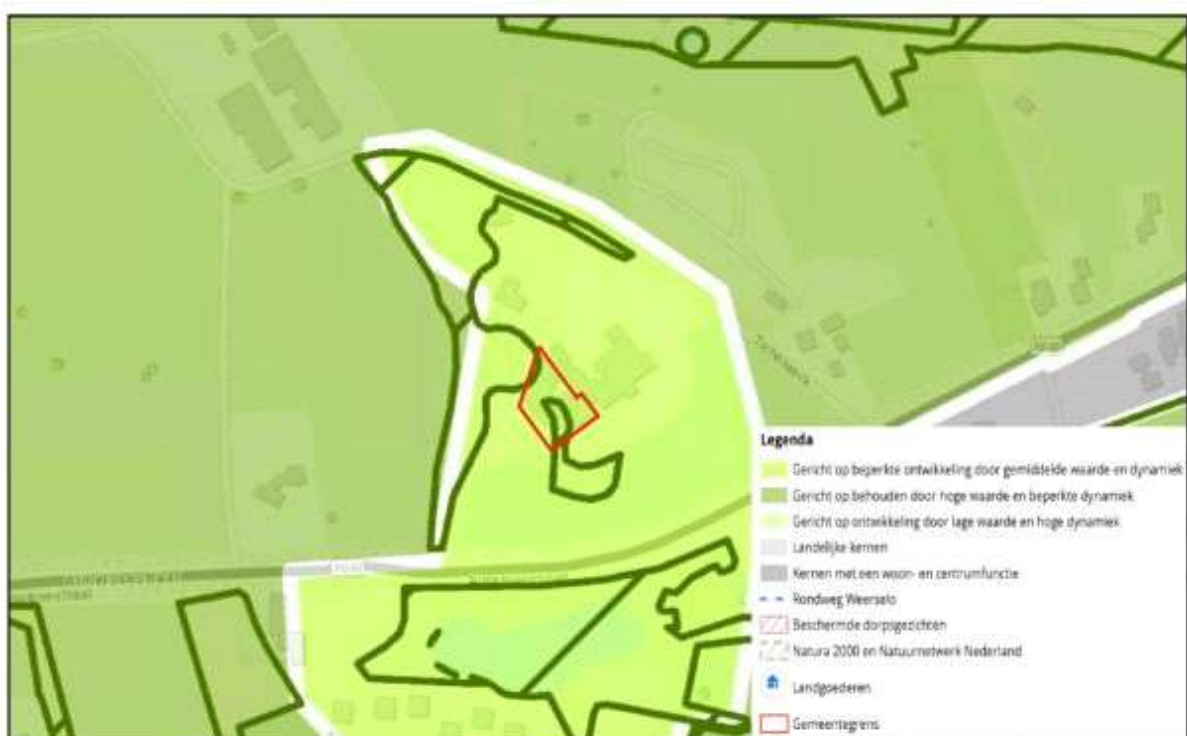 Legenda
Gericht op beperkte ontwikkeling door gemiddelde waarde en dynamiek
Gericht op behouden door hoge waarde en beperkte dynamiek
Gericht op ontwikkeling door lage waarde en hoge dynamiek
Landelijke kernen
Kernen met een woon- en centrumfunctie
Rondweg Weerselo
Beschermde dorpsgezichten
Natura 2000 en Natuurnetwerk Nederland
Landgoederen
Gemeentegrens